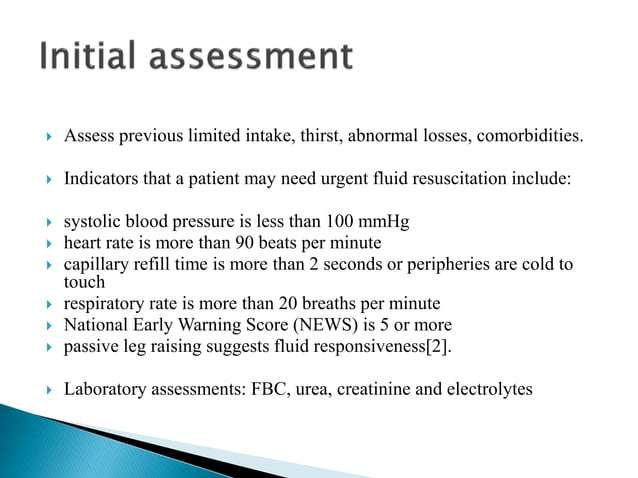 Initial assessment
Assess previous limited intake, thirst, abnormal losses, comorbidities.
Indicators that a patient may need urgent fluid resuscitation include:
systolic blood pressure is less than 100 mmHg
heart rate is more than 90 beats per minute
capillary refill time is more than 2 seconds or peripheries are cold to
touch
respiratory rate is more than 20 breaths per minute
National Early Warning Score (NEWS) is 5 or more
passive leg raising suggests fluid responsiveness[2].
Laboratory assessments: FBC, urea, creatinine and electrolytes